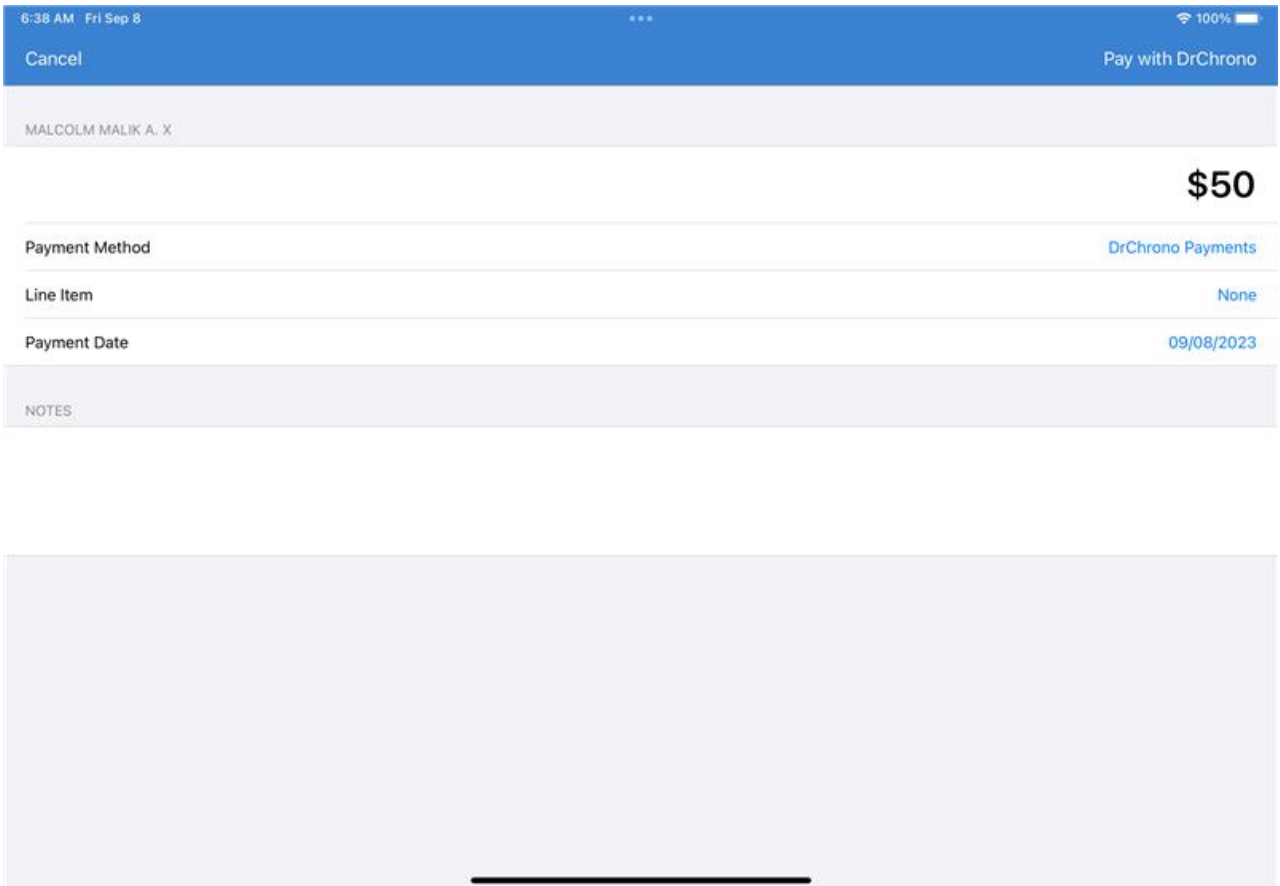 6:38 AM Fri Sep 8 100%
Cancel Pay with DrChrono
MALCOLM MALIK A. X
$50
Payment Method DrChrono Payments
Line Item None
Payment Date 09/08/2023
NOTES